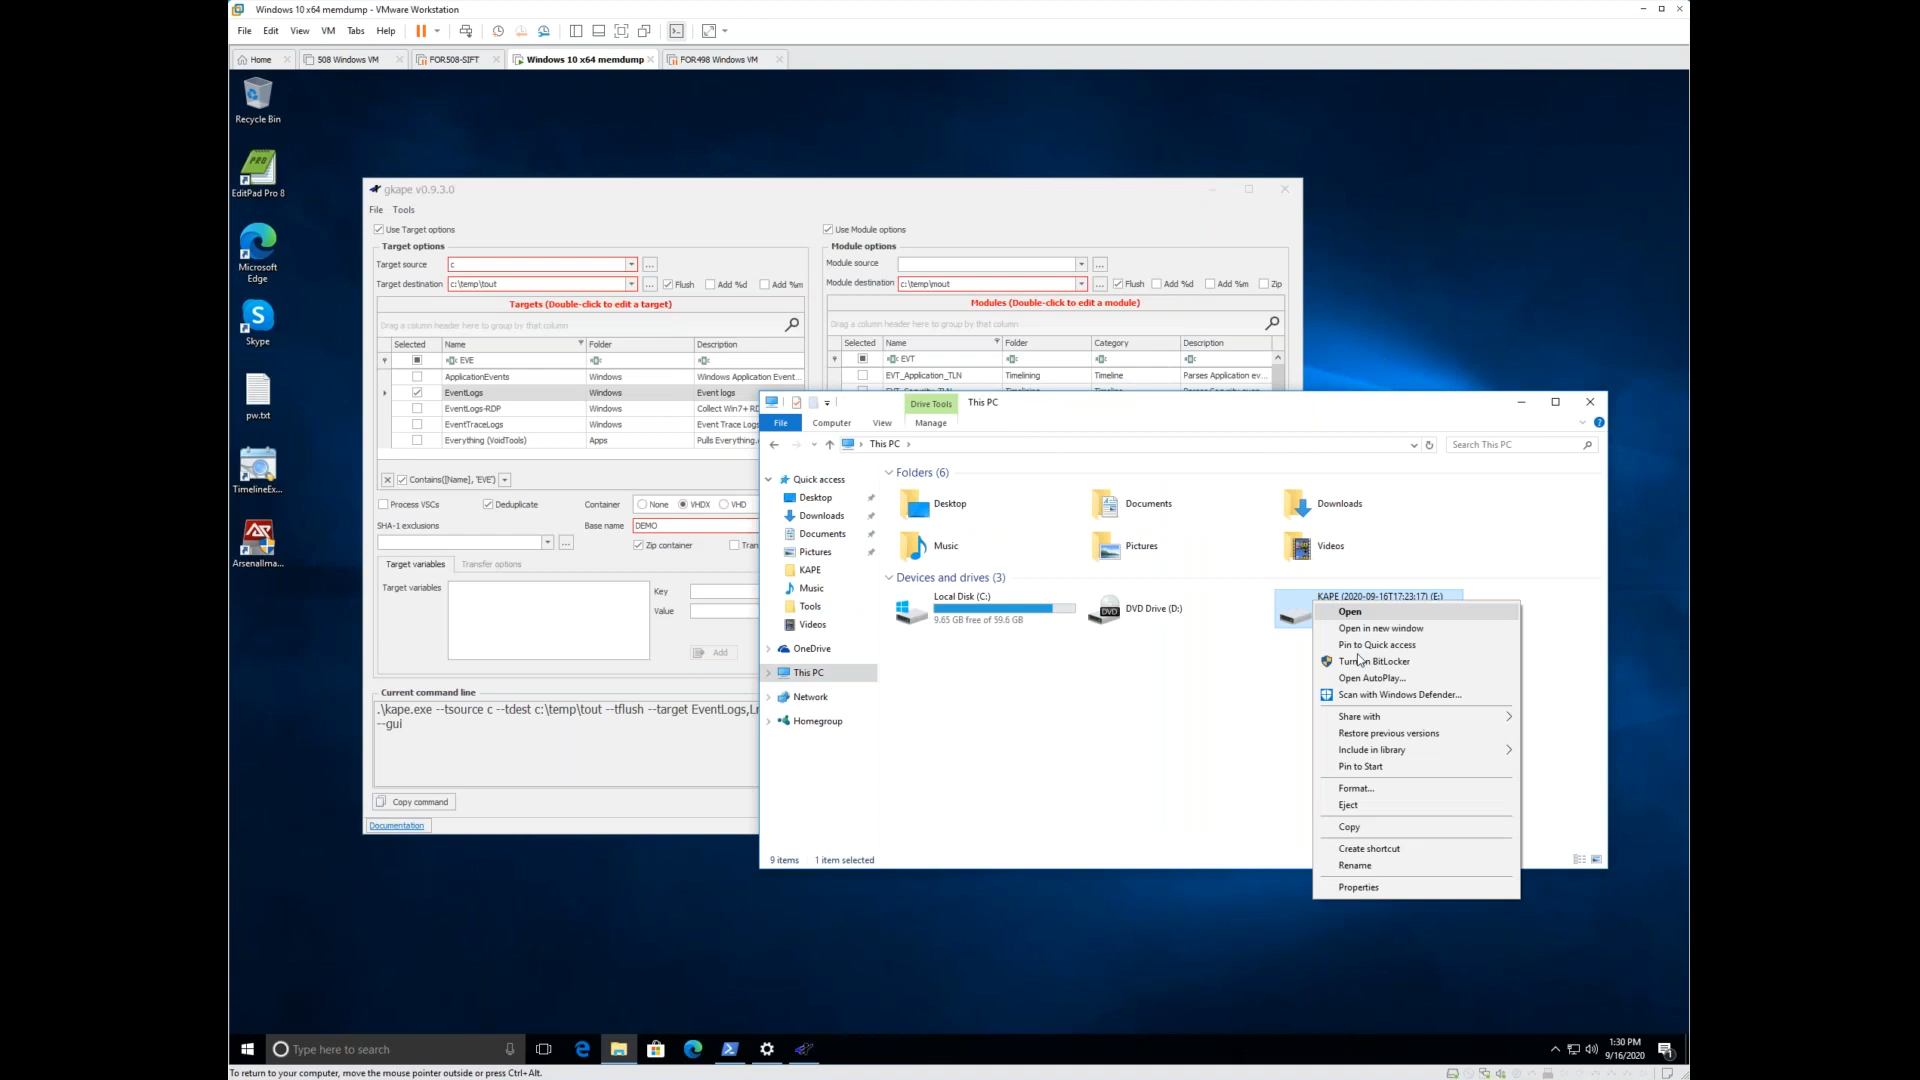 Windows 10 x64 memdump - VMware Workstation
File Edit View VM Tabs Help
Home
508 Windows VM
FOR508-SIFT
Windows 10 x64 memdump
FOR498 Windows VM
Recycle Bin
EditPad Pro 8
Microsoft
Edge
Skype
pw.txt
TimelineEx...
ArsenalIma...
gkape v0.9.3.0
File Tools
Use Target options
Target options
Target source c ...
Target destination c:\temp\tout ... Flush Add %d Add %m
Targets (Double-click to edit a target)
Drag a column header here to group by that column
Selected Name Folder Description
EVE
ApplicationEvents Windows Windows Application Event...
EventLogs Windows Event logs
EventLogs-RDP Windows Collect Win7+ RD
EventTraceLogs Windows Event Trace Logs
Everything (VoidTools) Apps Pulls Everything.
Contains([Name], 'EVE')
Process VSCs Deduplicate Container None VHDX VHD
SHA-1 exclusions Base name DEMO
... Zip container Tran
Target variables Transfer options
Target variables Key
Value
Add
Current command line
.\kape.exe --tsource c --tdest c:\temp\tout --tflush --target EventLogs,Ln
--gui
Copy command
Documentation
Use Module options
Module options
Module source ...
Module destination c:\temp\mout ... Flush Add %d Add %m Zip
Modules (Double-click to edit a module)
Drag a column header here to group by that column
Selected Name Folder Category Description
EVT
EVT_Application_TLN Timelining Timeline Parses Application ev...
Drive Tools This PC
File Computer View Manage
This PC
Search This PC
Quick access
Desktop
Downloads
Documents
Pictures
KAPE
Music
Tools
Videos
OneDrive
This PC
Network
Homegroup
Folders (6)
Desktop Documents Downloads
Music Pictures Videos
Devices and drives (3)
Local Disk (C:)
9.65 GB free of 59.6 GB
DVD Drive (D:)
KAPE (2020-09-16T17:23:17) (E:)
Open
Open in new window
Pin to Quick access
Turn on BitLocker
Open AutoPlay...
Scan with Windows Defender...
Share with
Restore previous versions
Include in library
Pin to Start
Format...
Eject
Copy
Create shortcut
Rename
Properties
9 items 1 item selected
Type here to search
1:30 PM
9/16/2020
To return to your computer, move the mouse pointer outside or press Ctrl+Alt.